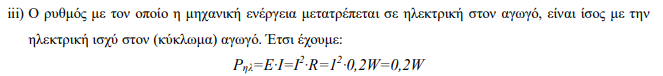 iii) Ο ρυθμός με τον οποίο η μηχανική ενέργεια μετατρέπεται σε ηλεκτρική στον αγωγό, είναι ίσος με την
ηλεκτρική ισχύ στον (κύκλωμα) αγωγό. Έτσι έχουμε:
Pηλ=E·I=I²·R=1²·0,2W=0,2W